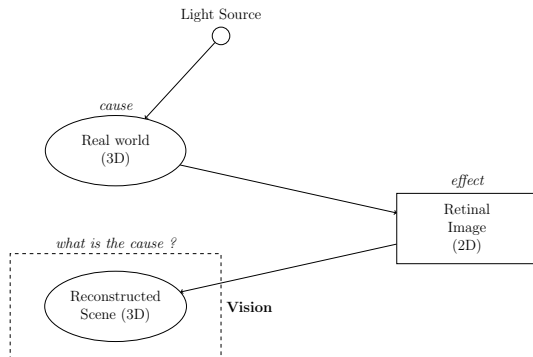 Light Source
cause
Real world
(3D)
effect
Retinal
Image
(2D)
what is the cause ?
Reconstructed
Scene (3D)
Vision